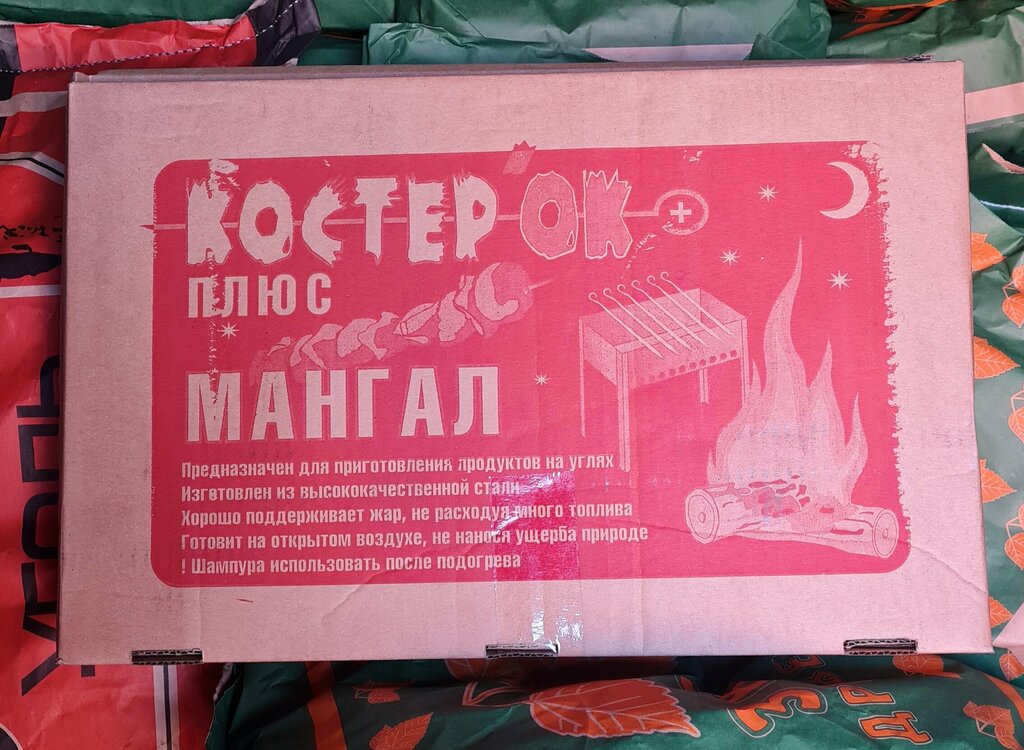 КОСТЕР'ОК +
ПЛЮС
МАНГАЛ
Предназначен для приготовления продуктов на углях
Изготовлен из высококачественной стали
Хорошо поддерживает жар, не расходуя много топлива
Готовит на открытом воздухе, не нанося ущерба природе
! Шампура использовать после подогрева
УГОЛЬ